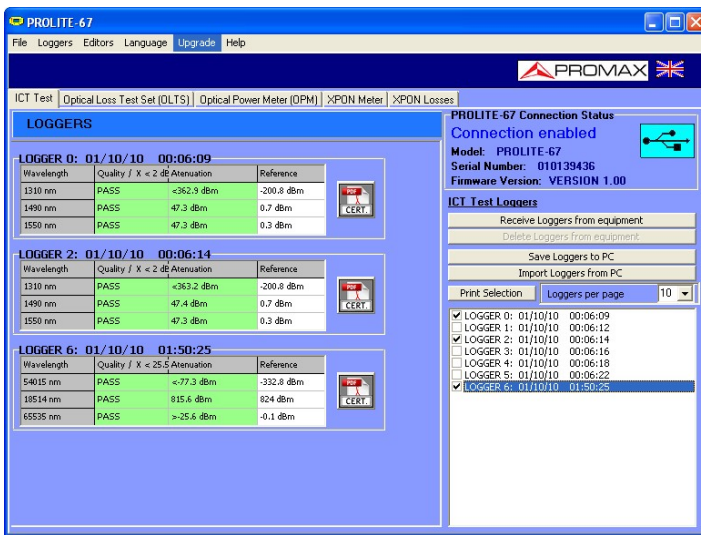 PROLITE-67
File Loggers Editors Language Upgrade Help
PROMAX
ICT Test Optical Loss Test Set (OLTS) Optical Power Meter (OPM) XPON Meter XPON Losses
LOGGERS
LOGGER 0: 01/10/10 00:06:09
Wavelength Quality / X < 2 dB Atenuation Reference
1310 nm PASS <362.9 dBm -200.8 dBm
1490 nm PASS 47.3 dBm 0.7 dBm
1550 nm PASS 47.3 dBm 0.3 dBm
PDF
CERT.
LOGGER 2: 01/10/10 00:06:14
Wavelength Quality / X < 2 dB Atenuation Reference
1310 nm PASS <363.2 dBm -200.8 dBm
1490 nm PASS 47.4 dBm 0.7 dBm
1550 nm PASS 47.3 dBm 0.3 dBm
PDF
CERT.
LOGGER 6: 01/10/10 01:50:25
Wavelength Quality / X < 25.5 Atenuation Reference
54015 nm PASS <-77.3 dBm -332.8 dBm
18514 nm PASS 815.6 dBm 824 dBm
65535 nm PASS >-25.6 dBm -0.1 dBm
PDF
CERT.
PROLITE-67 Connection Status
Connection enabled
Model: PROLITE-67
Serial Number: 010139436
Firmware Version: VERSION 1.00
ICT Test Loggers
Receive Loggers from equipment
Delete Loggers from equipment
Save Loggers to PC
Import Loggers from PC
Print Selection Loggers per page 10
LOGGER 0: 01/10/10 00:06:09
LOGGER 1: 01/10/10 00:06:12
LOGGER 2: 01/10/10 00:06:14
LOGGER 3: 01/10/10 00:06:16
LOGGER 4: 01/10/10 00:06:18
LOGGER 5: 01/10/10 00:06:22
LOGGER 6: 01/10/10 01:50:25